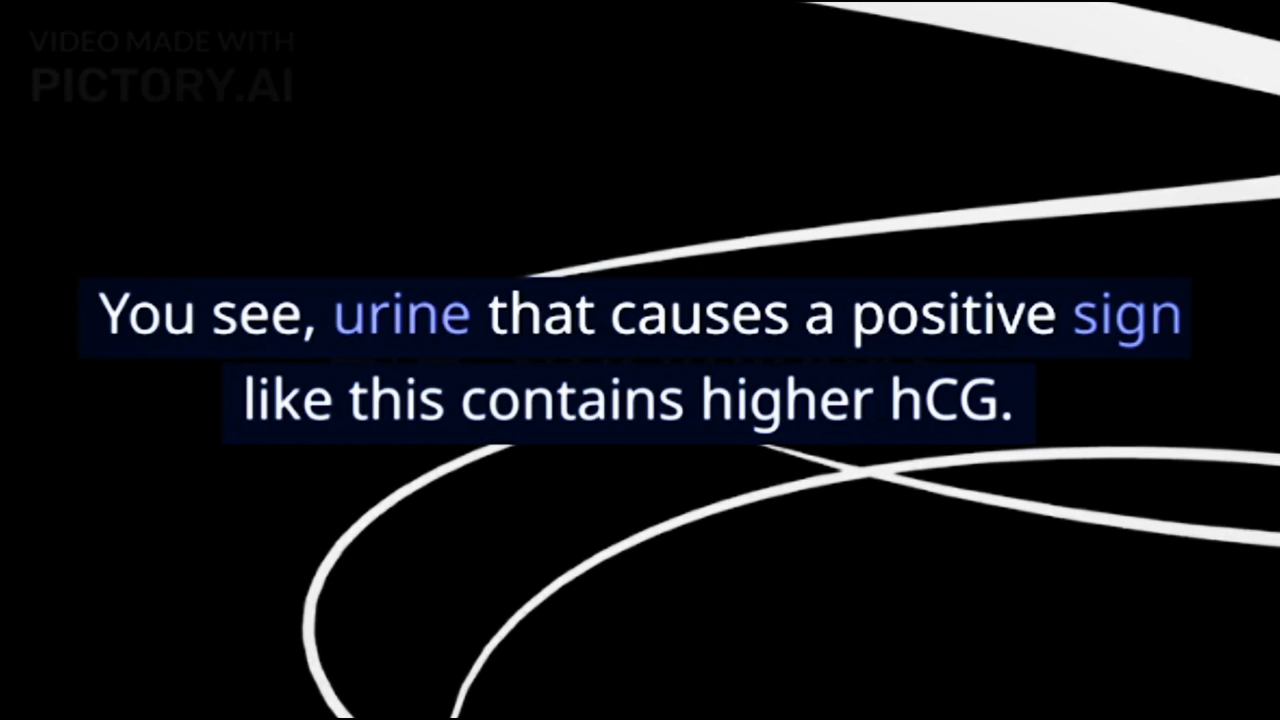 VIDEO MADE WITH
PICTORY.AI
You see, urine that causes a positive sign
like this contains higher hCG.